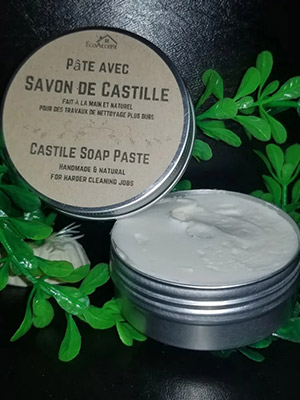 EcoAuthm
Pâte avec
Savon de Castille
Fait à la main et naturel
pour des travaux de nettoyage plus durs
Castile Soap Paste
Handmade & natural
for harder cleaning jobs